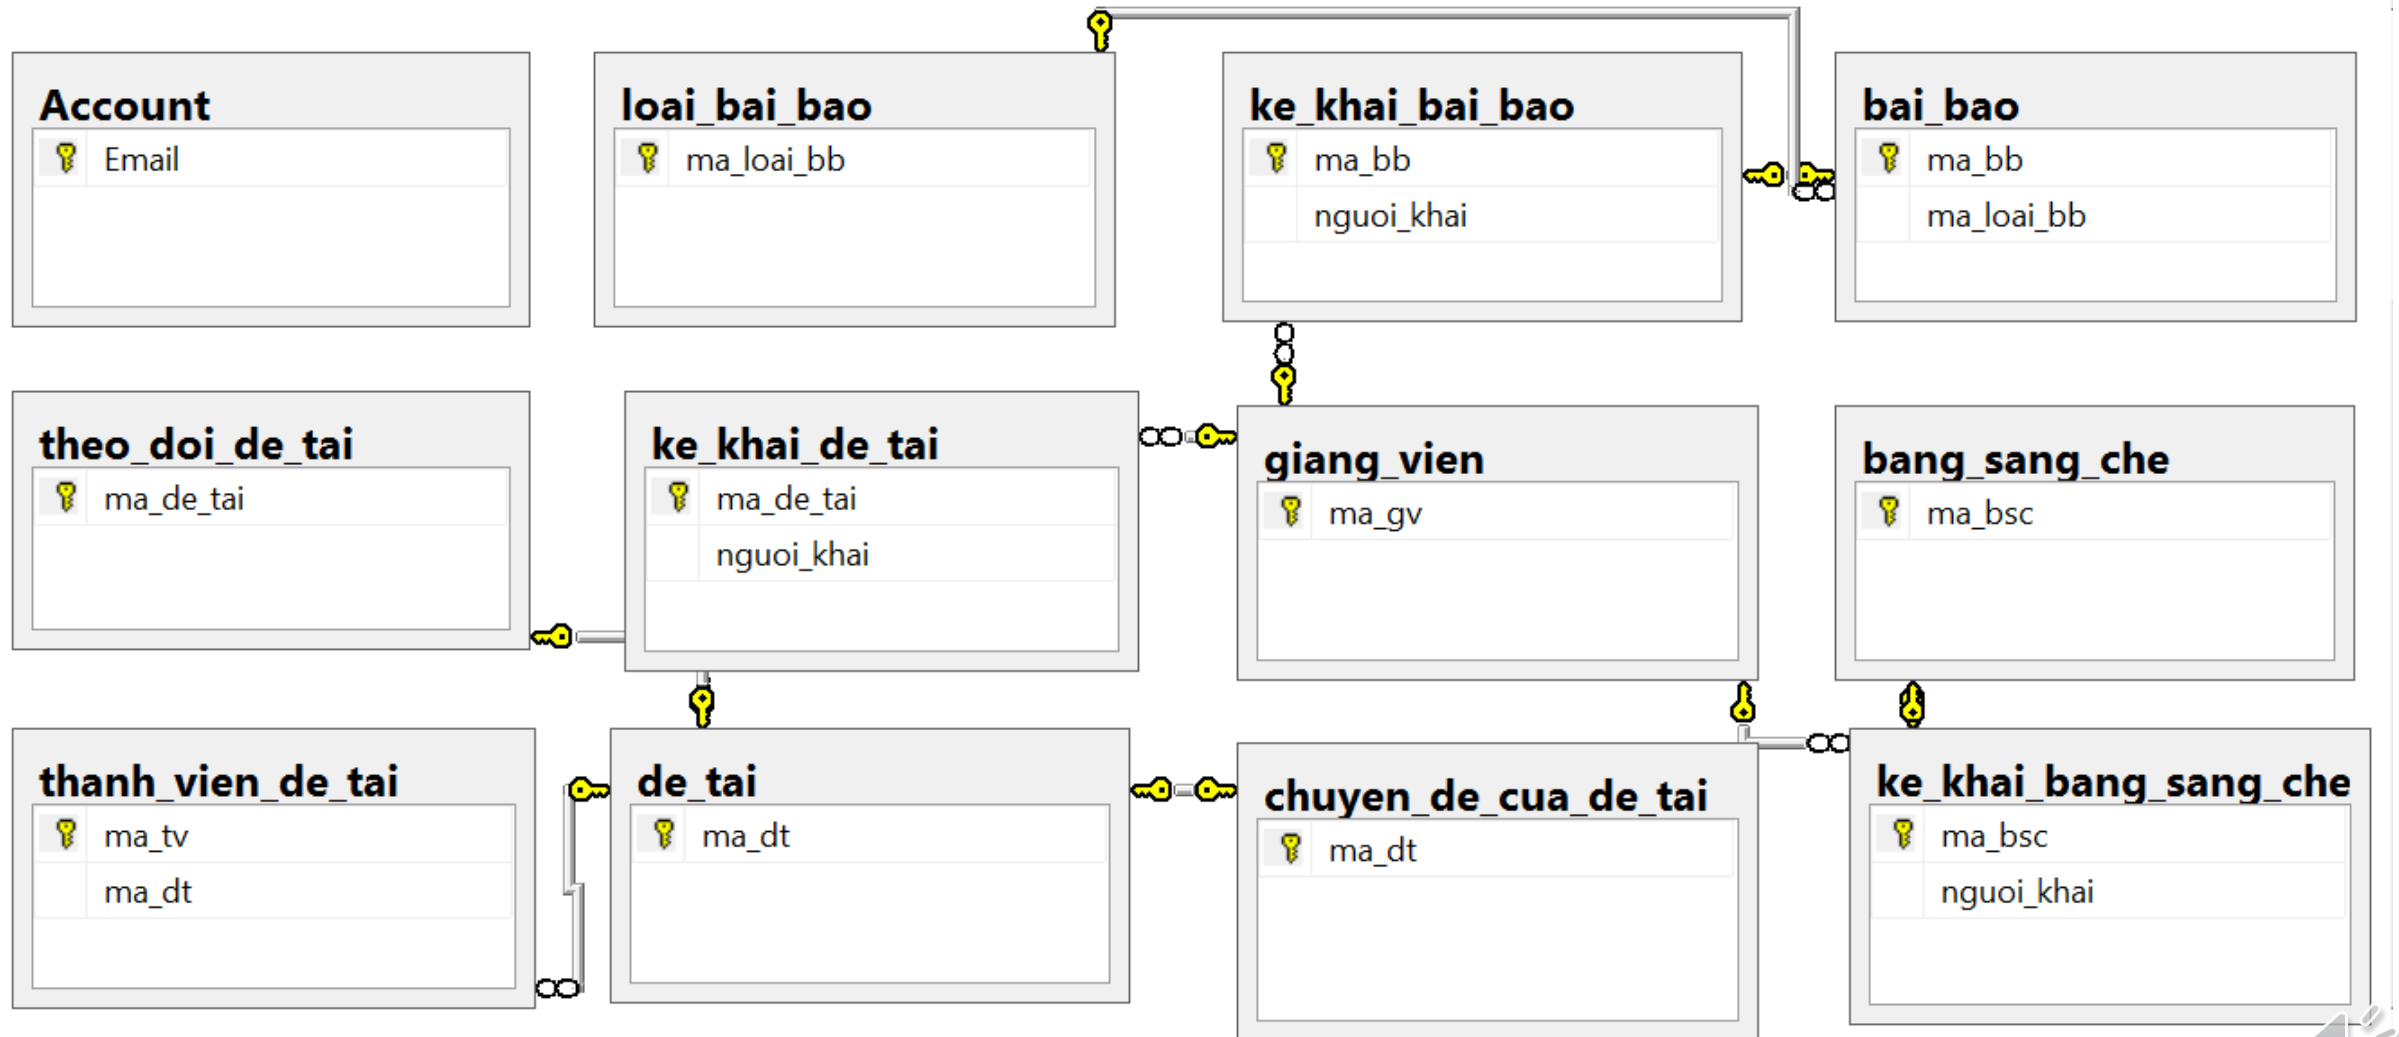 Account
Email
loai_bai_bao
ma_loai_bb
ke_khai_bai_bao
ma_bb
nguoi_khai
bai_bao
ma_bb
ma_loai_bb
theo_doi_de_tai
ma_de_tai
ke_khai_de_tai
ma_de_tai
nguoi_khai
giang_vien
ma_gv
bang_sang_che
ma_bsc
thanh_vien_de_tai
ma_tv
ma_dt
de_tai
ma_dt
chuyen_de_cua_de_tai
ma_dt
ke_khai_bang_sang_che
ma_bsc
nguoi_khai